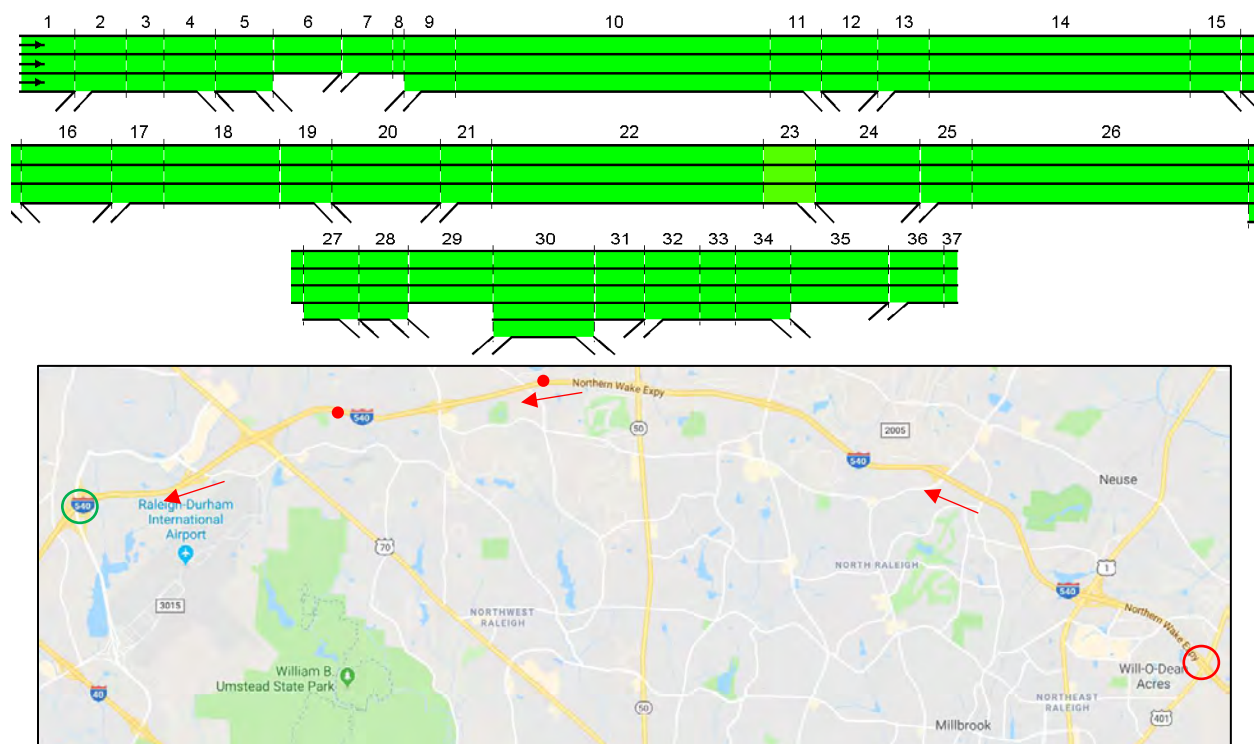 1 2 3 4 5 6 7 8 9 10 11 12 13 14 15
16 17 18 19 20 21 22 23 24 25 26
27 28 29 30 31 32 33 34 35 36 37
Northern Wake Expy
540
50
2005
540
Neuse
540
Raleigh-Durham
International
Airport
70
NORTH RALEIGH
1
540
3015
NORTHWEST
RALEIGH
Northern Wake Expy
William B.
Umstead State Park
Will-O-Dean
Acres
40
50
NORTHEAST
RALEIGH
401
Millbrook